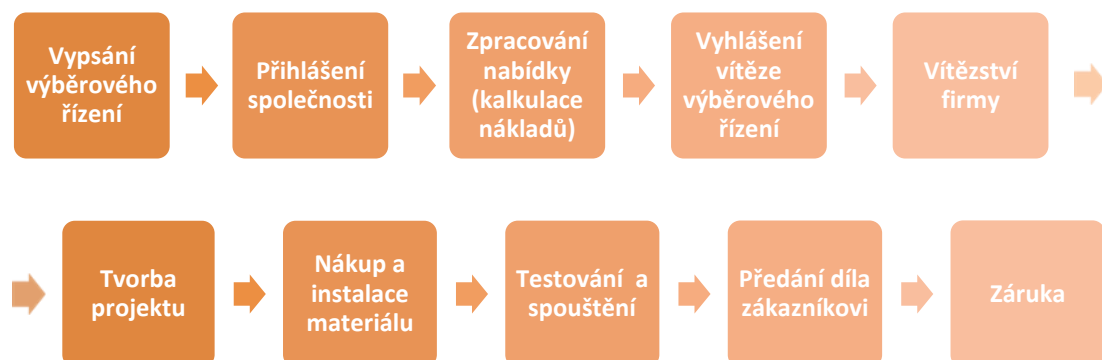 Vypsání
výběrového
řízení
Přihlášení
společnosti
Zpracování
nabídky
(kalkulace
nákladů)
Vyhlášení
vítěze
výběrového
řízení
Vítězství
firmy
Tvorba
projektu
Nákup a
instalace
materiálu
Testování a
spouštění
Předání díla
zákazníkovi
Záruka